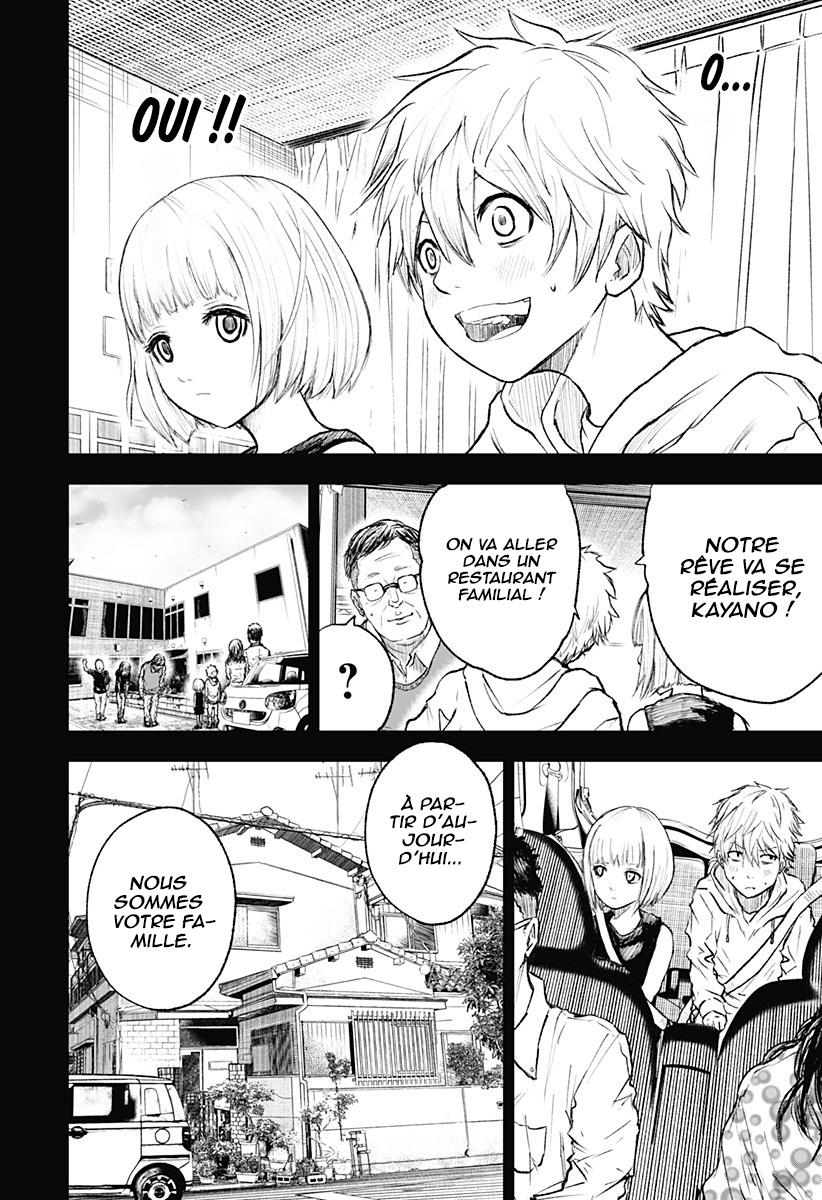 O...
OUI !!
NOTRE
RÊVE VA SE
RÉALISER,
KAYANO !
ON VA ALLER
DANS UN
RESTAURANT
FAMILIAL !
?
À PAR-
TIR D'AU-
JOUR-
D'HUI...
NOUS
SOMMES
VOTRE FA-
MILLE.